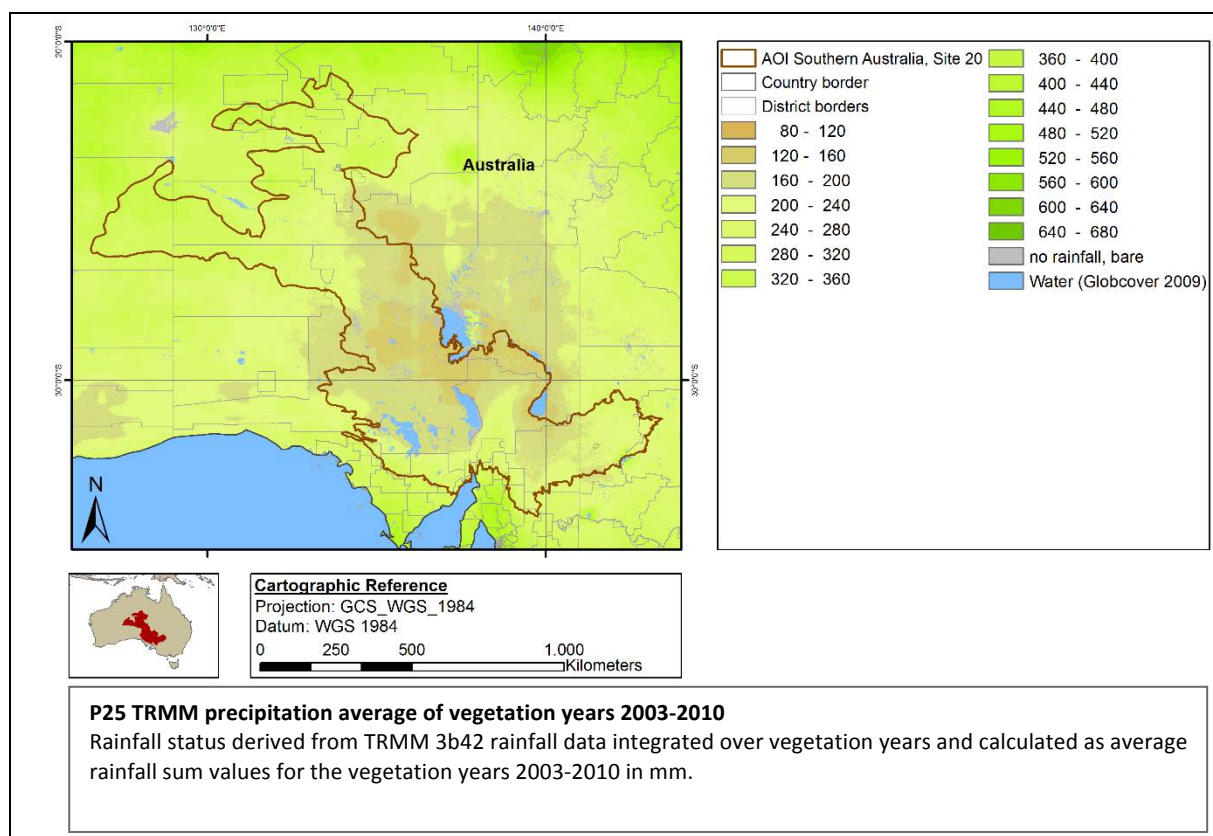 130°0'0"E
140°0'0"E
20°0'0"S
Australia
30°0'0"S
30°0'0"S
N
AOI Southern Australia, Site 20
Country border
District borders
80 - 120
120 - 160
160 - 200
200 - 240
240 - 280
280 - 320
320 - 360
360 - 400
400 - 440
440 - 480
480 - 520
520 - 560
560 - 600
600 - 640
640 - 680
no rainfall, bare
Water (Globcover 2009)
Cartographic Reference
Projection: GCS_WGS_1984
Datum: WGS 1984
0 250 500 1.000
Kilometers
P25 TRMM precipitation average of vegetation years 2003-2010
Rainfall status derived from TRMM 3b42 rainfall data integrated over vegetation years and calculated as average
rainfall sum values for the vegetation years 2003-2010 in mm.